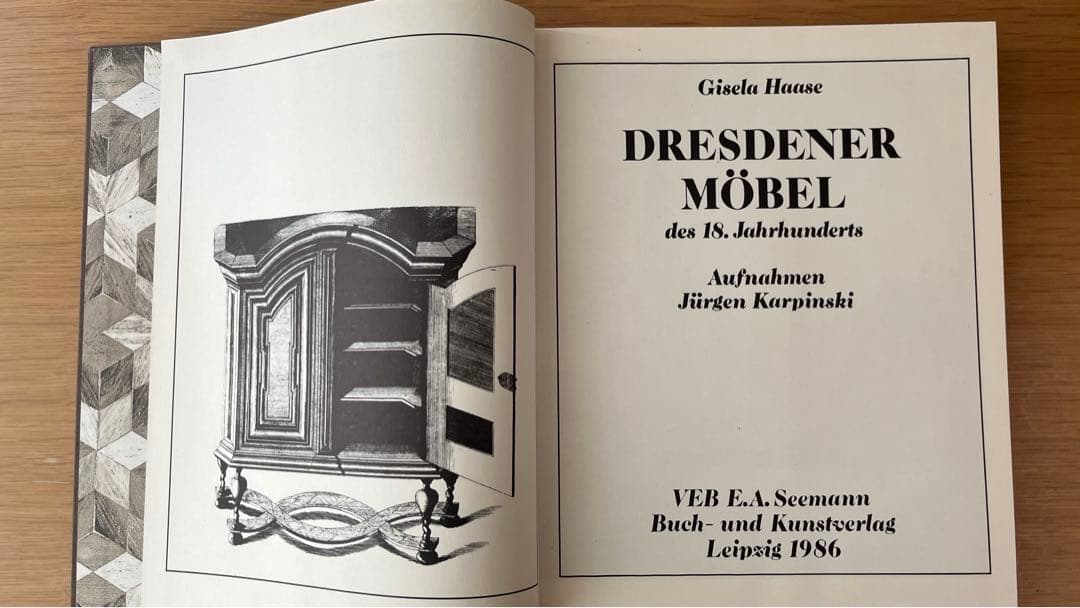 Gisela Haase
DRESDENER
MÖBEL
des 18. Jahrhunderts
Aufnahmen
Jürgen Karpinski
VEB E.A. Seemann
Buch- und Kunstverlag
Leipzig 1986